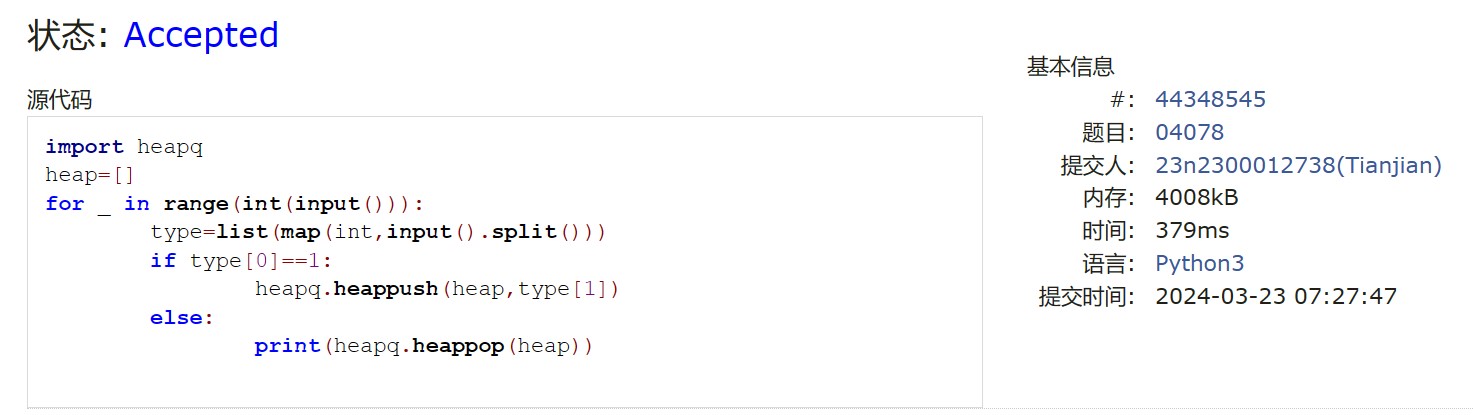 状态: Accepted
源代码
import heapq
heap=[]
for _ in range(int(input())):
        type=list(map(int,input().split()))
        if type[0]==1:
                heapq.heappush(heap,type[1])
        else:
                print(heapq.heappop(heap))
基本信息
#: 44348545
题目: 04078
提交人: 23n2300012738(Tianjian)
内存: 4008kB
时间: 379ms
语言: Python3
提交时间: 2024-03-23 07:27:47